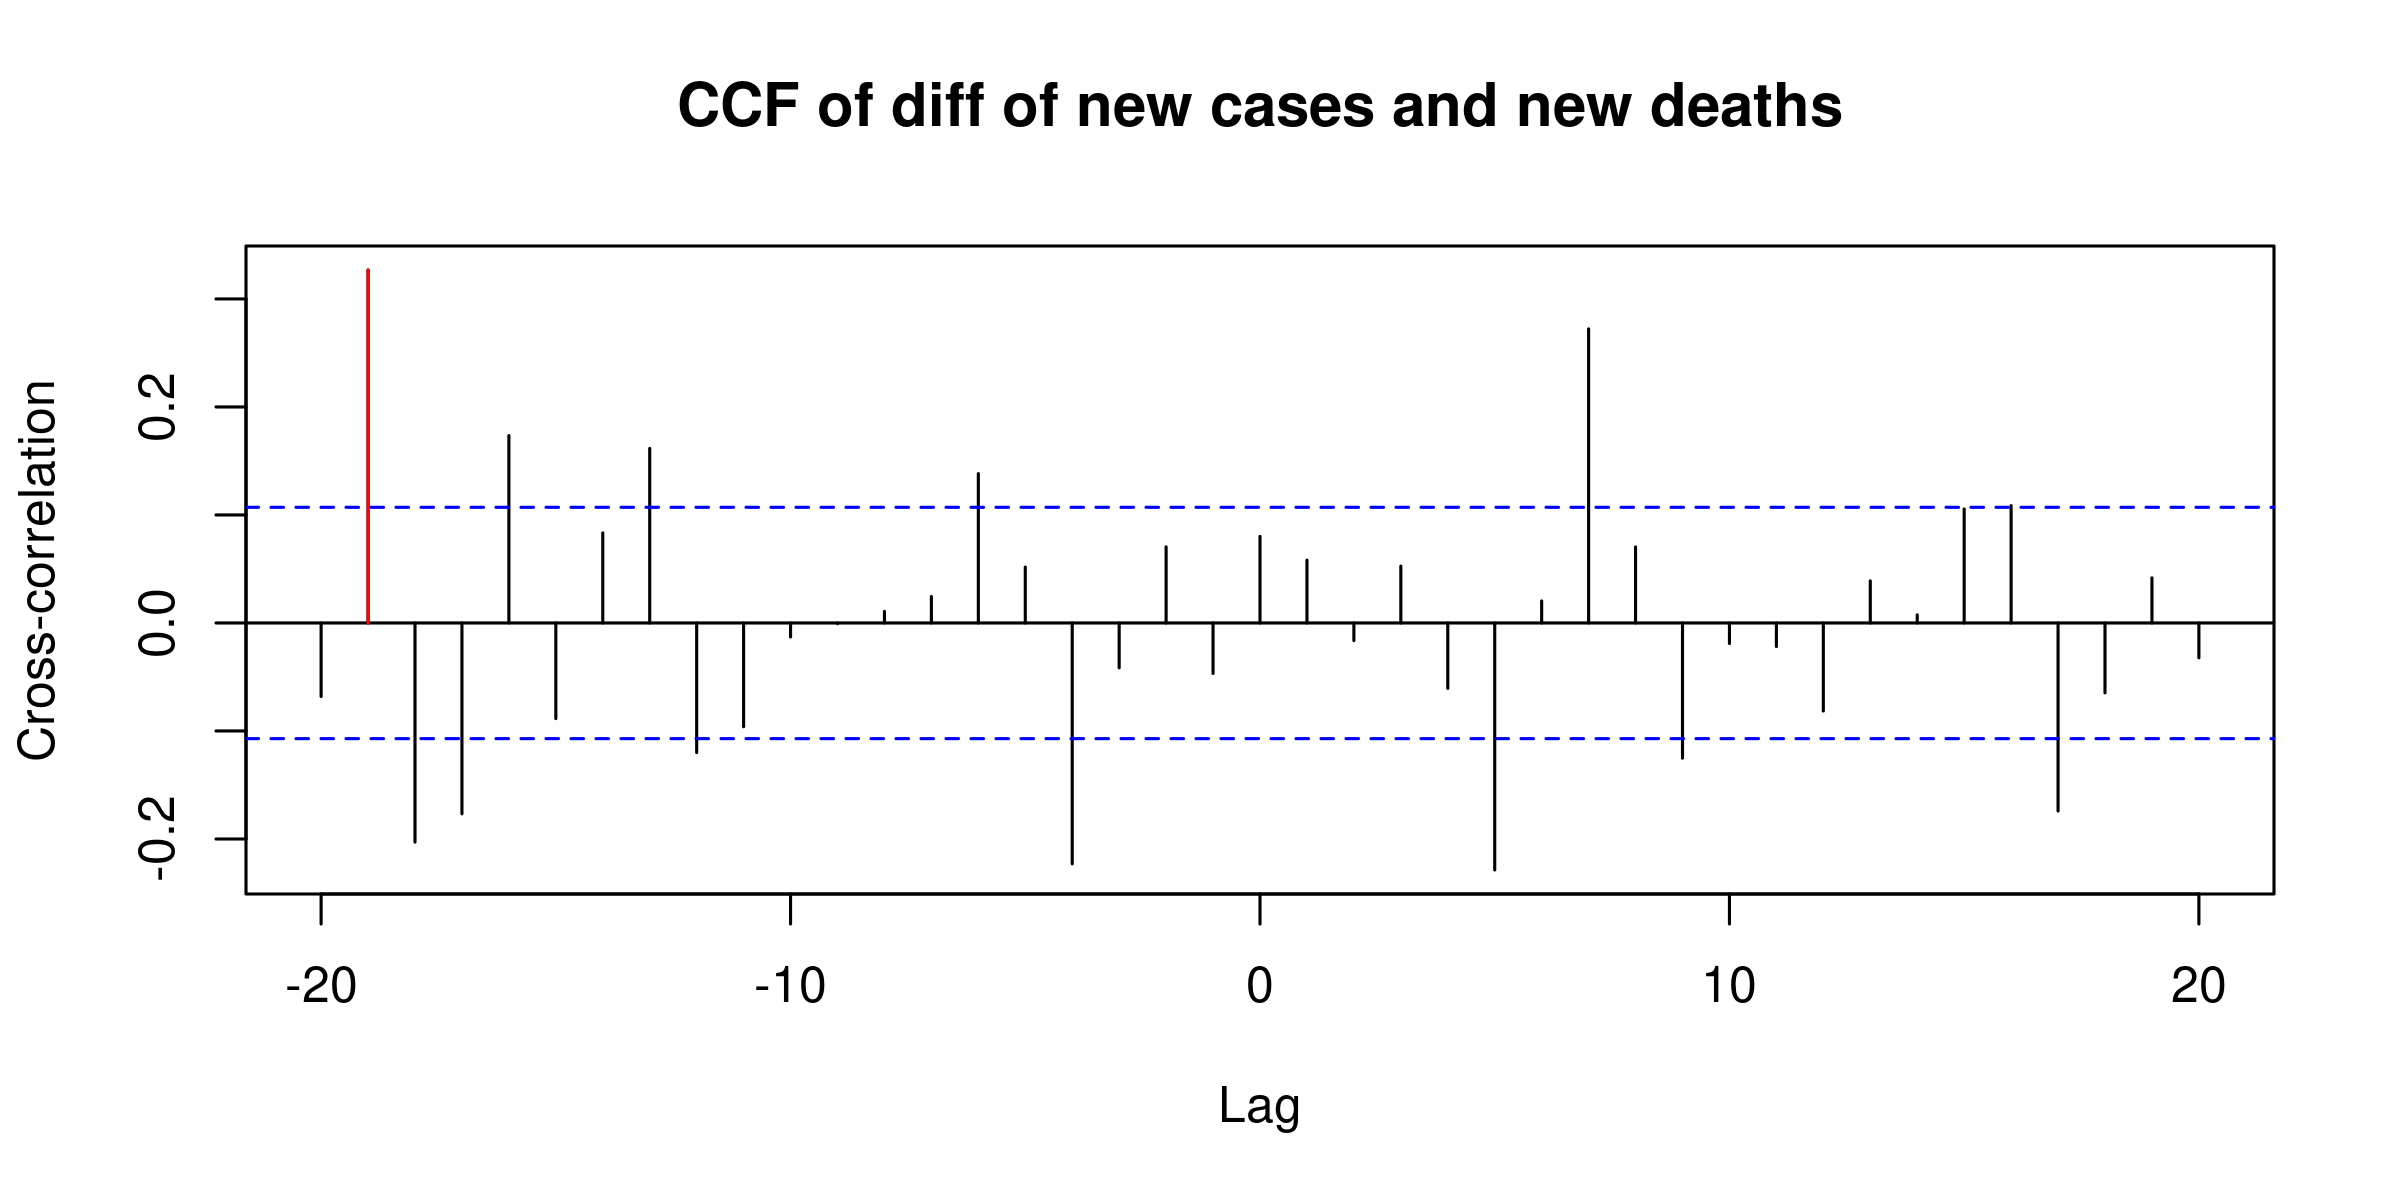 CCF of diff of new cases and new deaths
Cross-correlation
0.2
0.0
-0.2
-20 -10 0 10 20
Lag